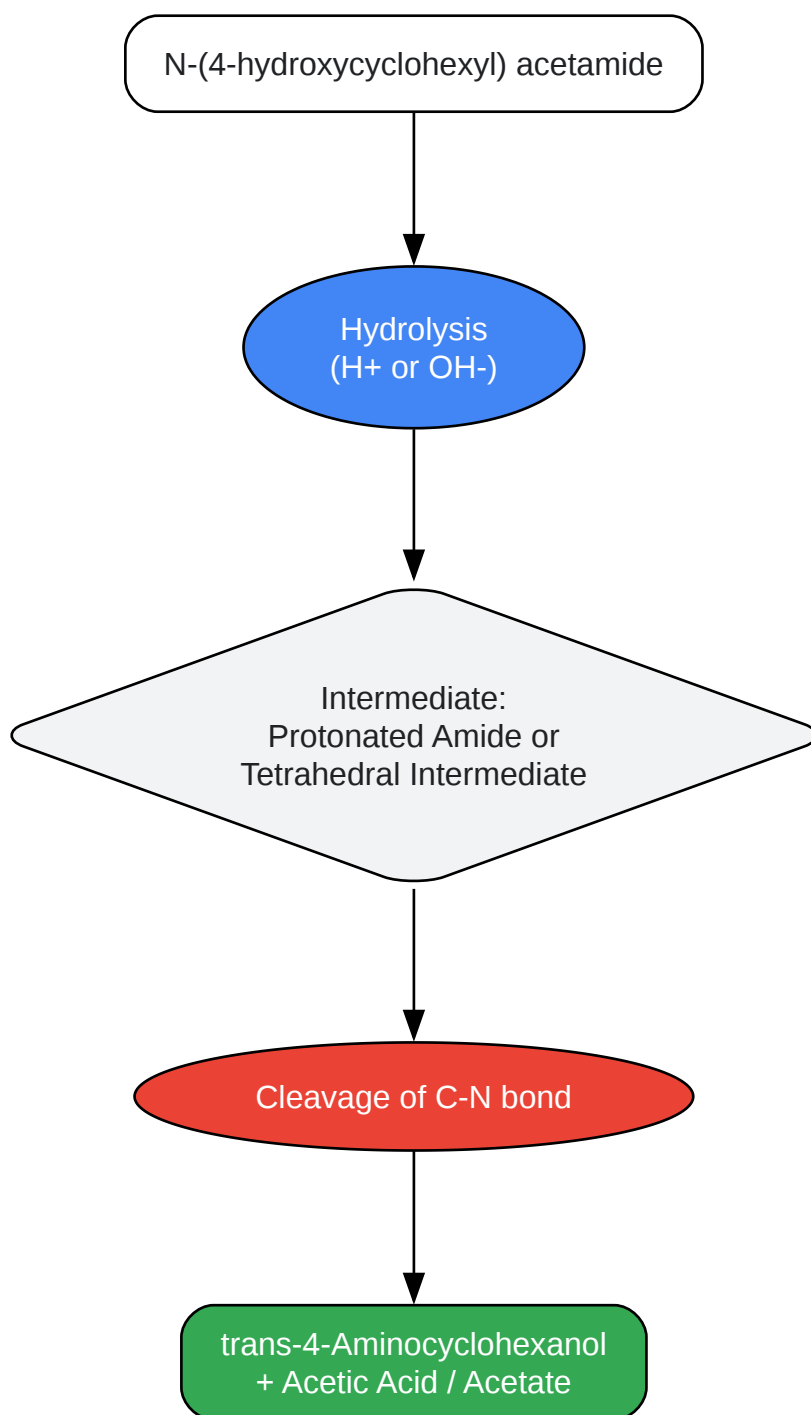 N-(4-hydroxycyclohexyl) acetamide
Hydrolysis
(H+ or OH-)
Intermediate:
Protonated Amide or
Tetrahedral Intermediate
Cleavage of C-N bond
trans-4-Aminocyclohexanol
+ Acetic Acid / Acetate